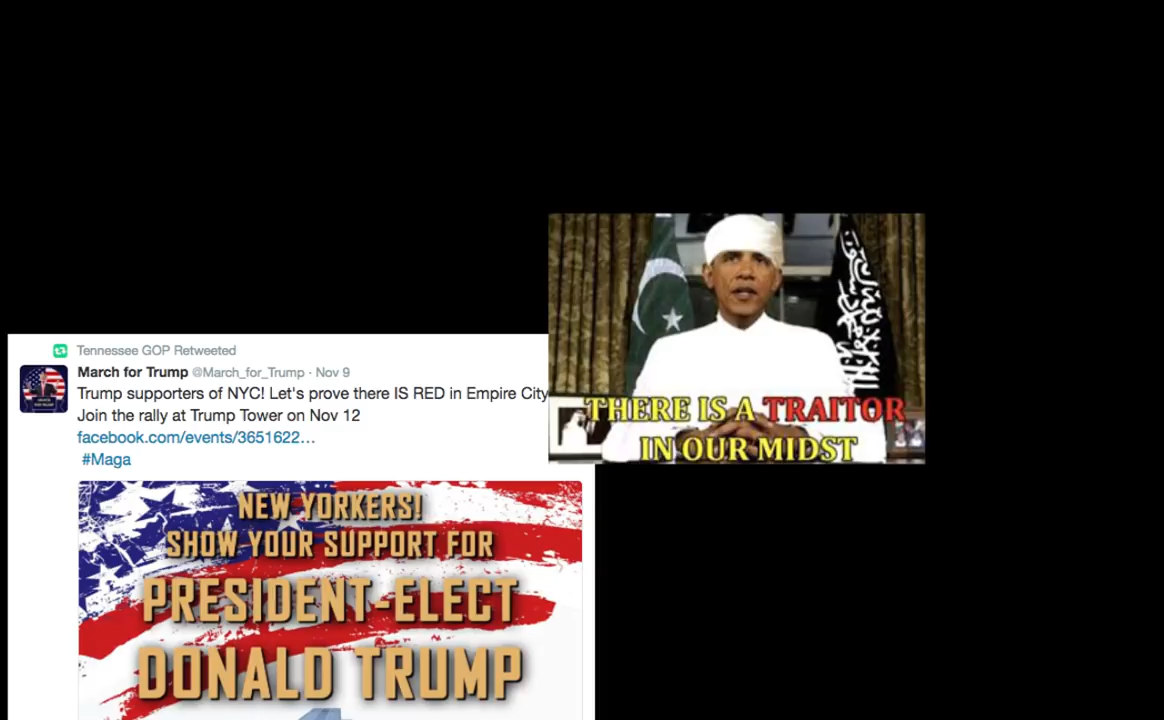 Tennessee GOP Retweeted
March for Trump @March_for_Trump · Nov 9
Trump supporters of NYC! Let's prove there IS RED in Empire City
Join the rally at Trump Tower on Nov 12
facebook.com/events/3651622...
#Maga
NEW YORKERS!
SHOW YOUR SUPPORT FOR
PRESIDENT-ELECT
DONALD TRUMP
THERE IS A TRAITOR
IN OUR MIDST